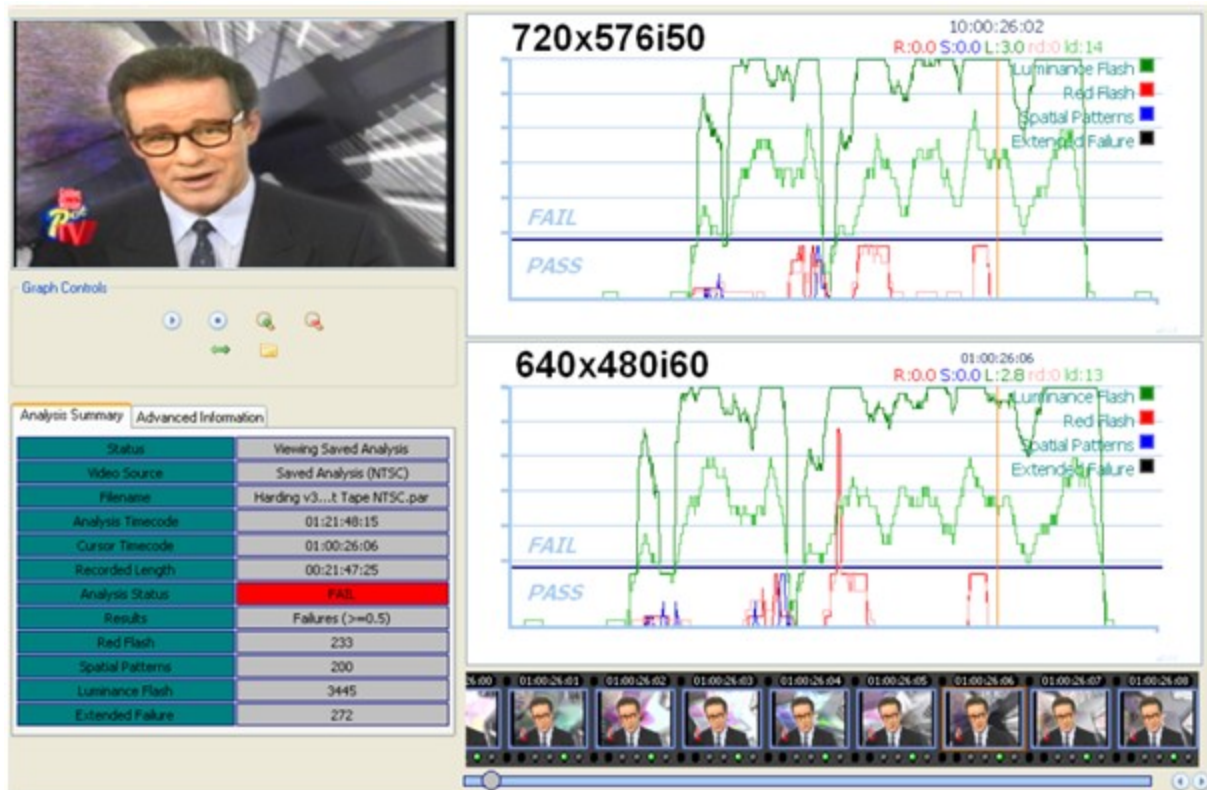 TV
Graph Controls
Analysis Summary
Advanced Information
Status Viewing Saved Analysis
Video Source Saved Analysis (NTSC)
Filename Harding v3...t Tape NTSC.par
Analysis Timecode 01:21:48:15
Cursor Timecode 01:00:26:06
Recorded Length 00:21:47:25
Analysis Status FAIL
Results Failures (>=0.5)
Red Flash 233
Spatial Patterns 200
Luminance Flash 3445
Extended Failure 272
720x576i50
10:00:26:02
R:0.0 S:0.0 L:3.0 rd:0 ld:14
Luminance Flash
Red Flash
Spatial Patterns
Extended Failure
FAIL
PASS
640x480i60
01:00:26:06
R:0.0 S:0.0 L:2.8 rd:0 ld:13
Luminance Flash
Red Flash
Spatial Patterns
Extended Failure
FAIL
PASS
26:00 01:00:26:01 01:00:26:02 01:00:26:03 01:00:26:04 01:00:26:05 01:00:26:06 01:00:26:07 01:00:26:08